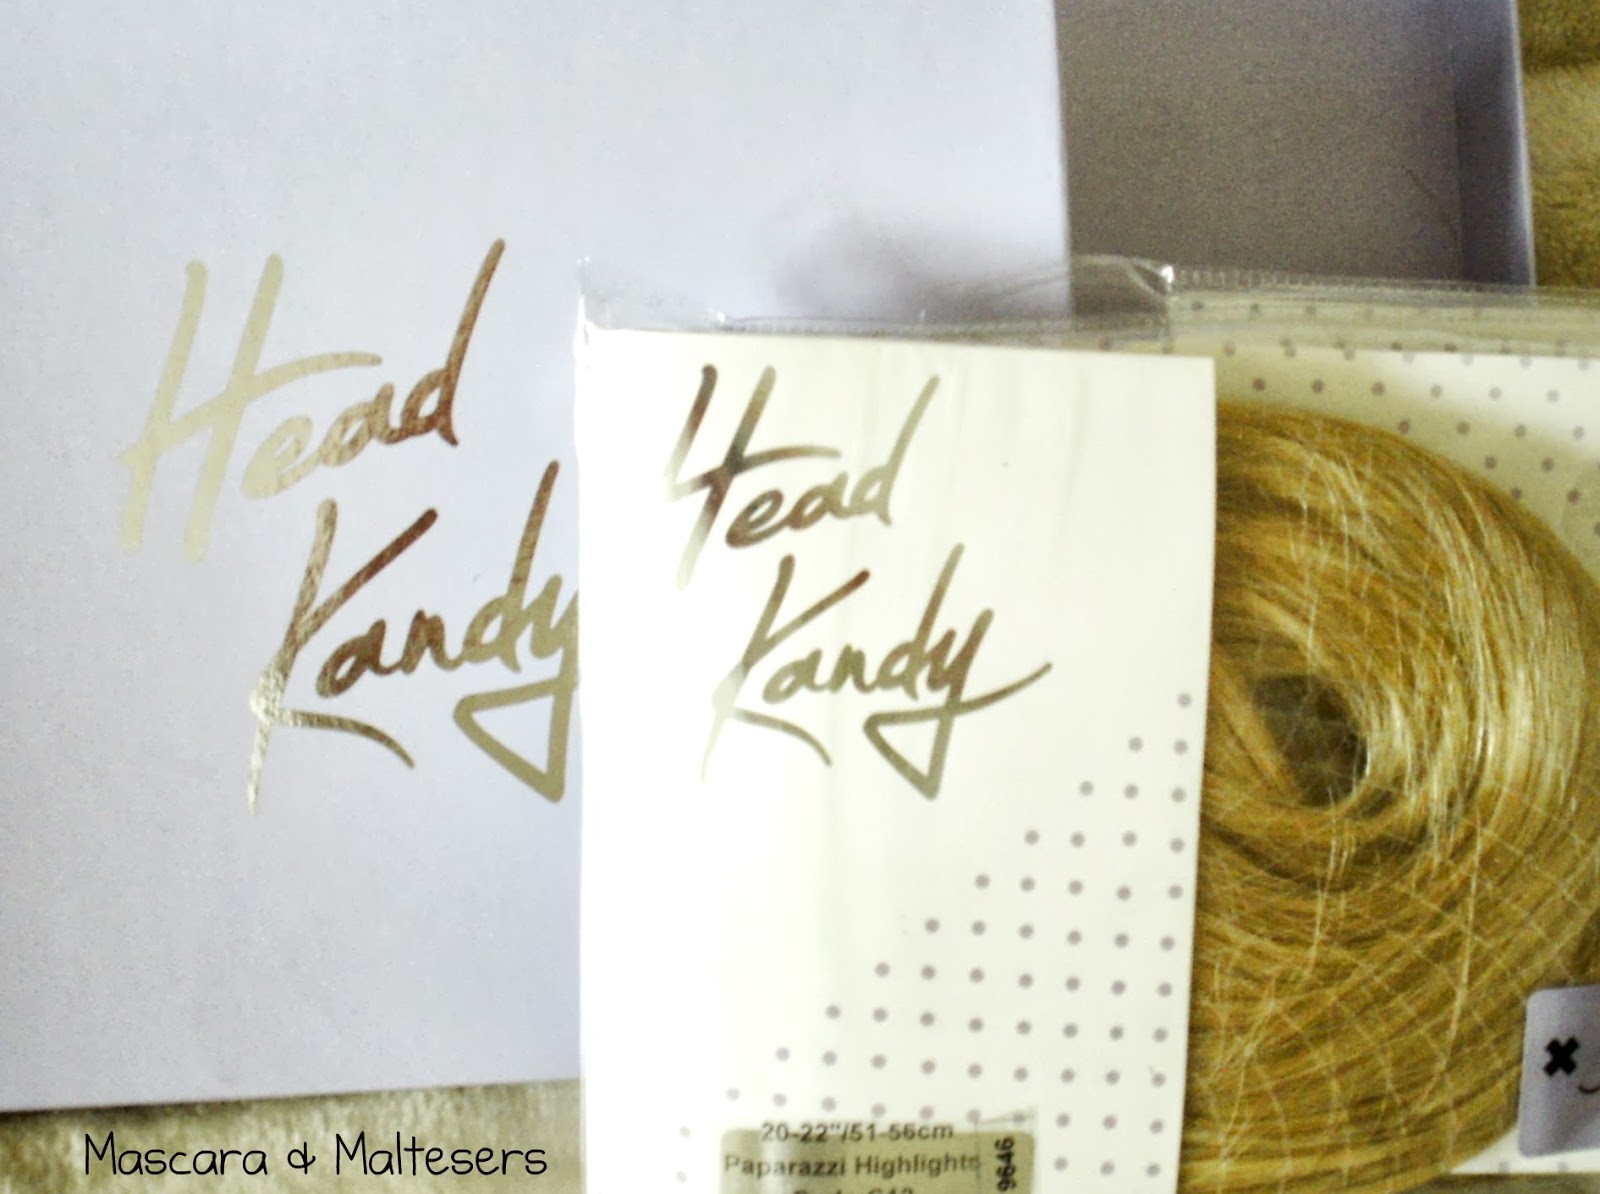 Head
Kandy
Head
Kandy
20-22"/51-56cm
Paparazzi Highlights
9646
Mascara & Maltesers